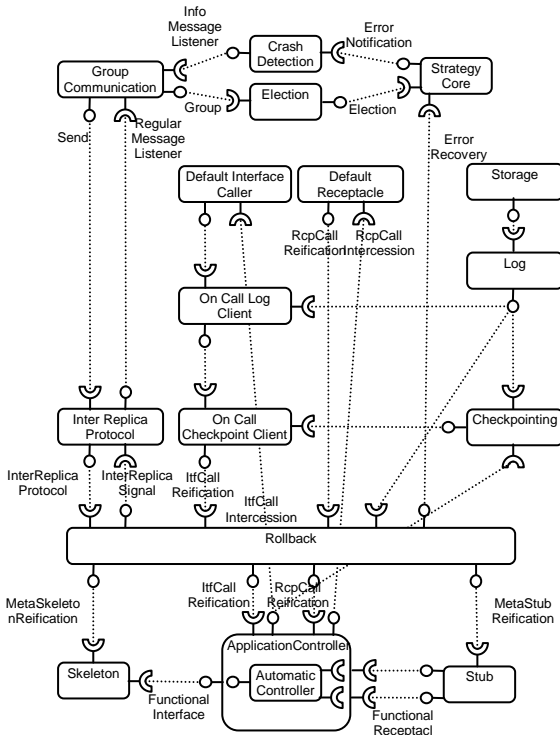 Info
Message
Listener
Crash
Detection
Error
Notification
Group
Communication
Strategy
Core
Election
Group
Election
Send
Regular
Message
Listener
Error
Recovery
Default Interface
Caller
Default
Receptacle
Storage
RcpCall
Reification
RcpCall
Intercession
Log
On Call Log
Client
Inter Replica
Protocol
On Call
Checkpoint Client
Checkpointing
InterReplica
Protocol
InterReplica
Signal
ItfCall
Reification
ItfCall
Intercession
Rollback
MetaSkeleto
nReification
ItfCall
Reification
RcpCall
Reification
MetaStub
Reification
ApplicationController
Skeleton
Automatic
Controller
Stub
Functional
Interface
Functional
Receptacl